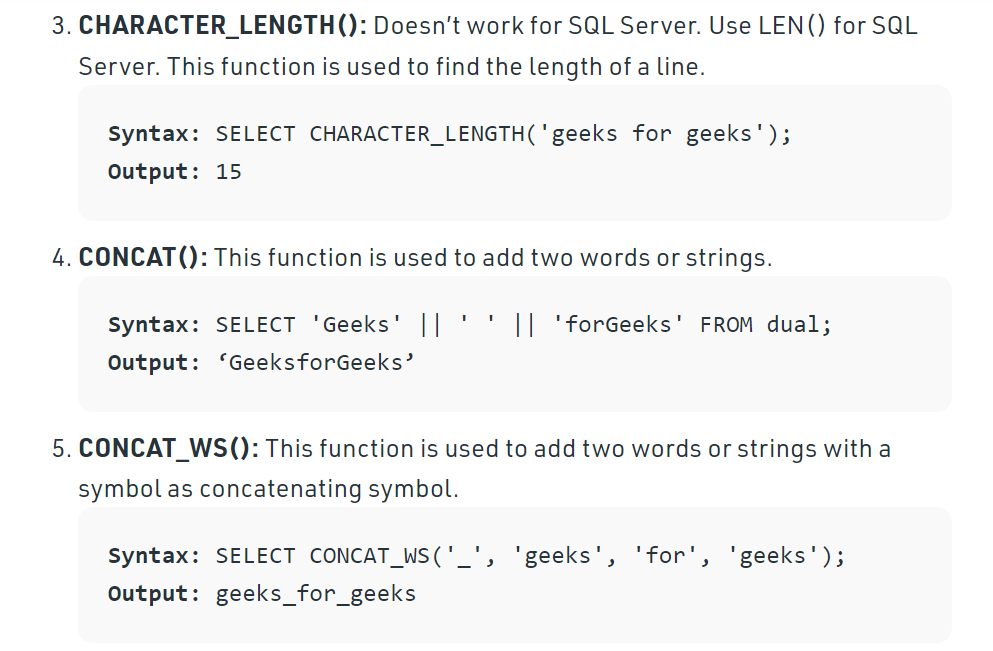 3. CHARACTER_LENGTH(): Doesn’t work for SQL Server. Use LEN() for SQL
Server. This function is used to find the length of a line.
Syntax: SELECT CHARACTER_LENGTH('geeks for geeks');
Output: 15
4. CONCAT(): This function is used to add two words or strings.
Syntax: SELECT 'Geeks' || ' ' || 'forGeeks' FROM dual;
Output: ‘GeeksforGeeks’
5. CONCAT_WS(): This function is used to add two words or strings with a
symbol as concatenating symbol.
Syntax: SELECT CONCAT_WS('_', 'geeks', 'for', 'geeks');
Output: geeks_for_geeks